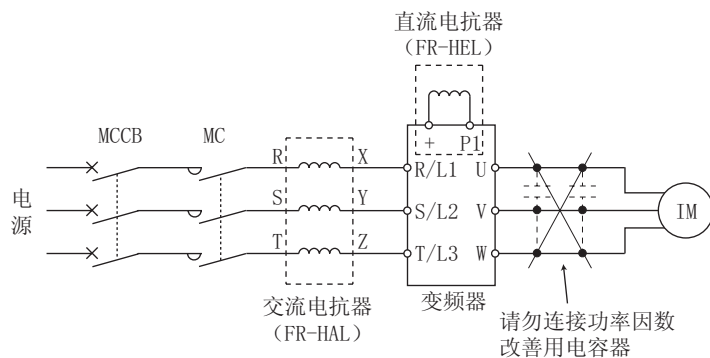 直流电抗器
（FR-HEL）
MCCB
MC
+
P1
R
X
R/L1
U
电
源
S
Y
S/L2
V
IM
T
Z
T/L3
W
交流电抗器
（FR-HAL）
变频器
请勿连接功率因数
改善用电容器